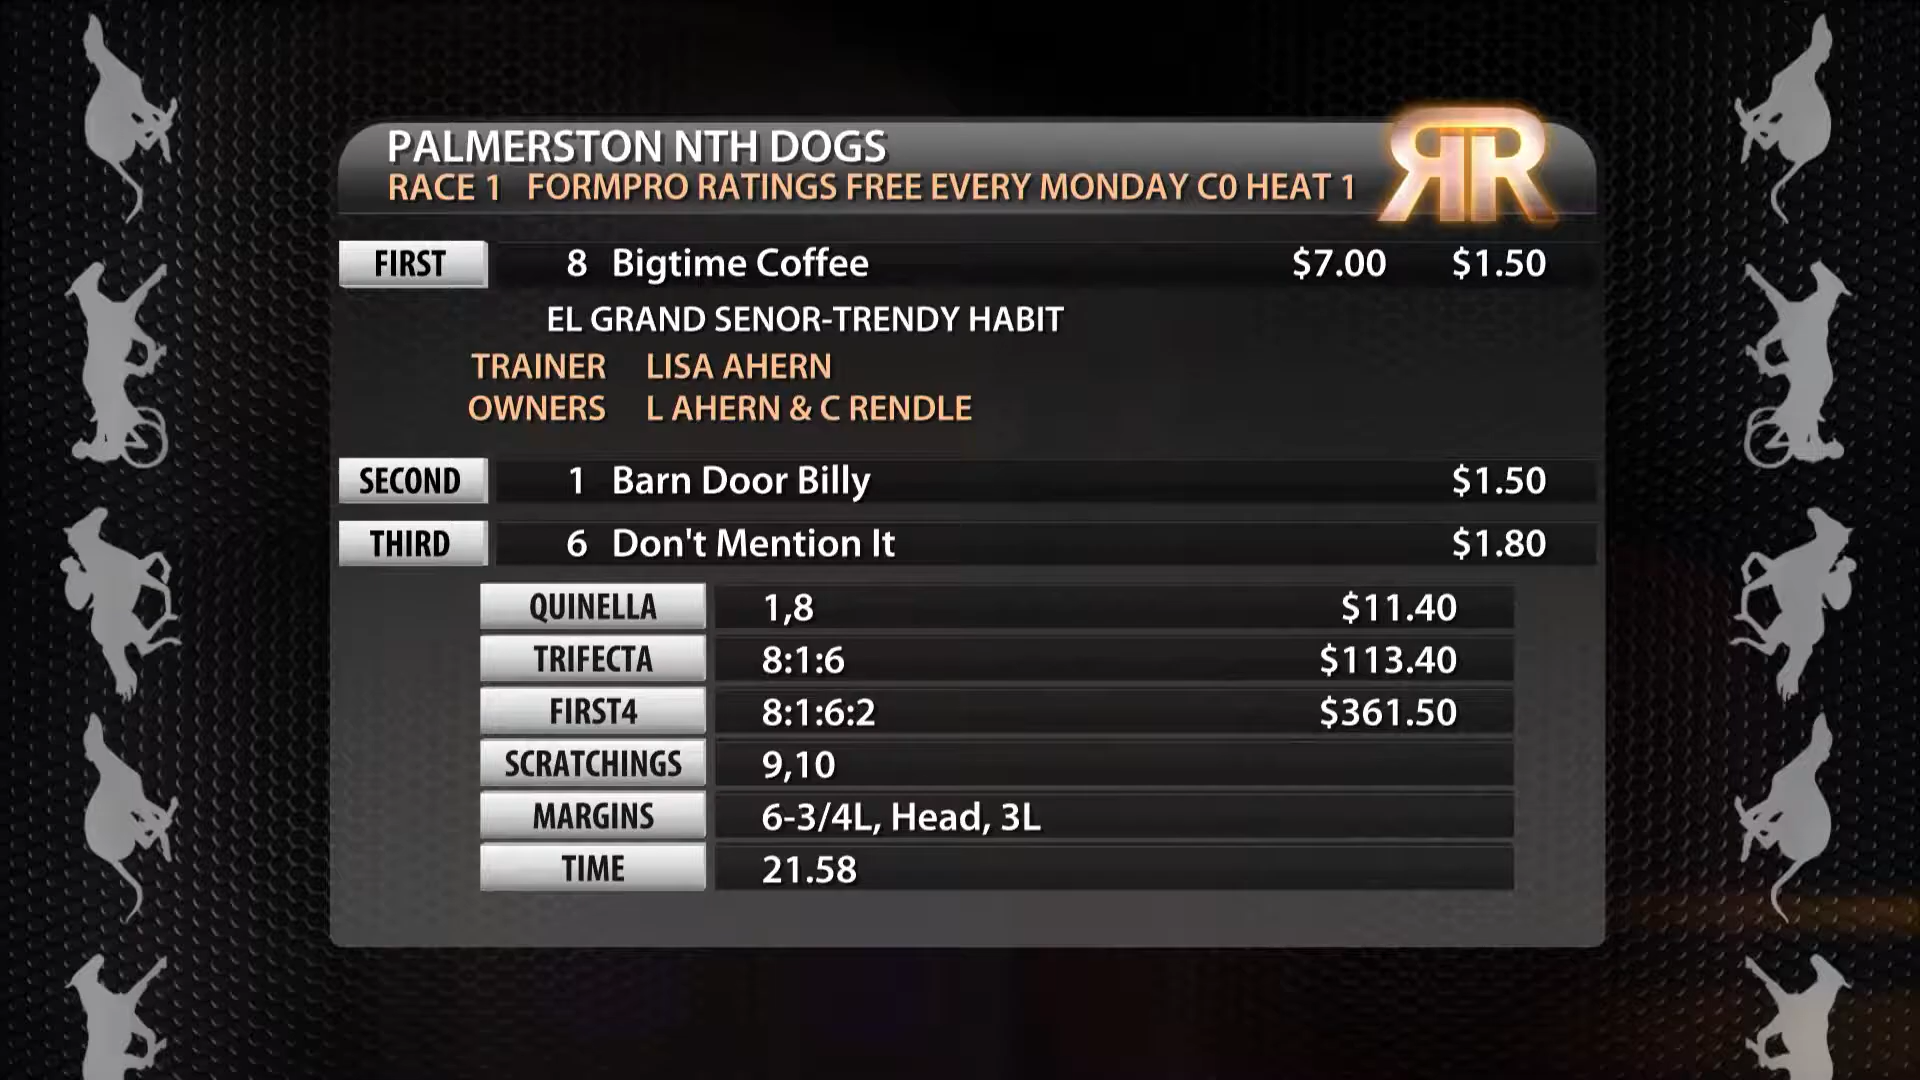 PALMERSTON NTH DOGS
RACE 1 FORMPRO RATINGS FREE EVERY MONDAY C0 HEAT 1
RR
FIRST 8 Bigtime Coffee $7.00 $1.50
EL GRAND SENOR-TRENDY HABIT
TRAINER LISA AHERN
OWNERS L AHERN & C RENDLE
SECOND 1 Barn Door Billy $1.50
THIRD 6 Don't Mention It $1.80
QUINELLA 1,8 $11.40
TRIFECTA 8:1:6 $113.40
FIRST4 8:1:6:2 $361.50
SCRATCHINGS 9,10
MARGINS 6-3/4L, Head, 3L
TIME 21.58